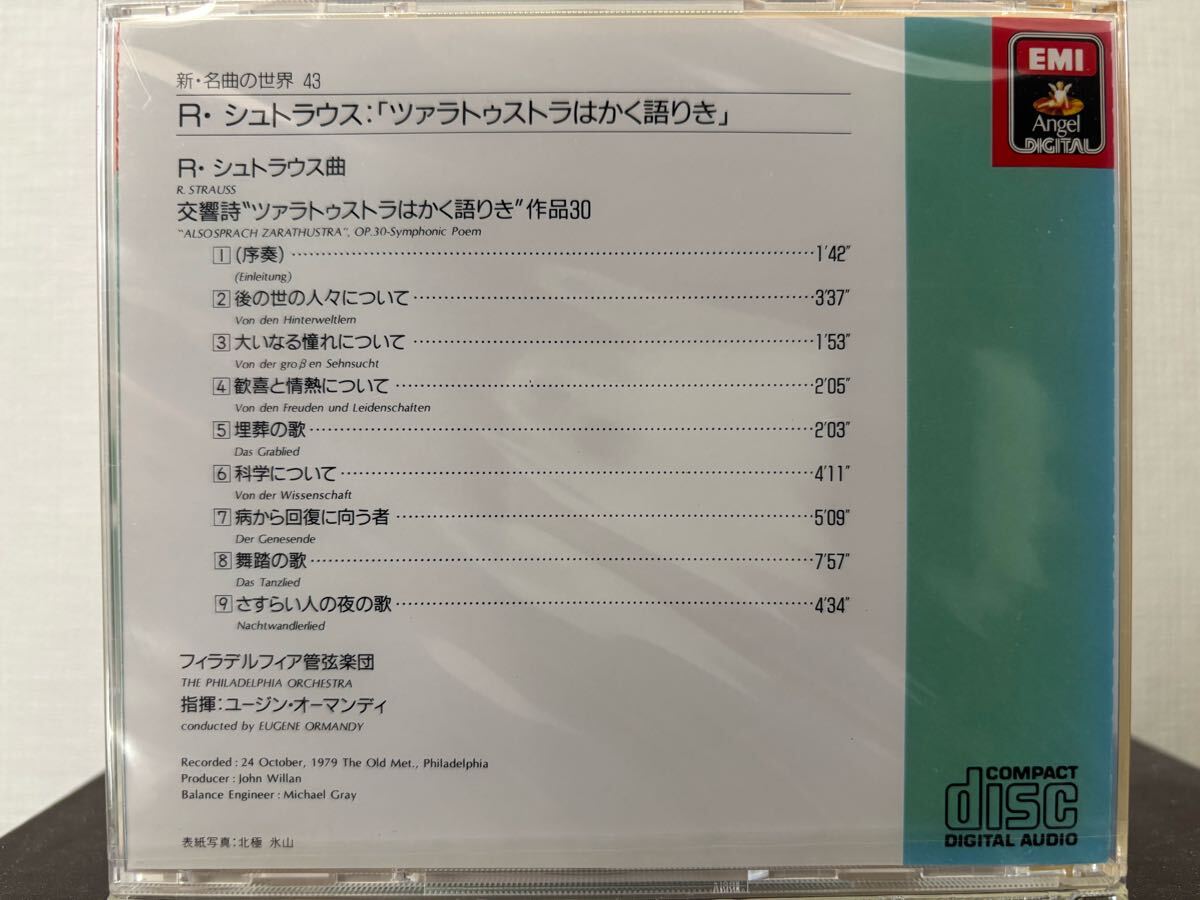 新・名曲の世界 43
R・シュトラウス:「ツァラトゥストラはかく語りき」
EMI
Angel
DIGITAL
R・シュトラウス曲
R. STRAUSS
交響詩“ツァラトゥストラはかく語りき”作品30
"ALSOSPRACH ZARATHUSTRA", OP.30-Symphonic Poem
1 (序奏) 1'42"
(Einleitung)
2 後の世の人々について 3'37"
Von den Hinterweltlern
3 大いなる憧れについて 1'53"
Von der großen Sehnsucht
4 歓喜と情熱について 2'05"
Von den Freuden und Leidenschaften
5 埋葬の歌 2'03"
Das Grablied
6 科学について 4'11"
Von der Wissenschaft
7 病から回復に向う者 5'09"
Der Genesende
8 舞踏の歌 7'57"
Das Tanzlied
9 さすらい人の夜の歌 4'34"
Nachtwandlerlied
フィラデルフィア管弦楽団
THE PHILADELPHIA ORCHESTRA
指揮:ユージン・オーマンディ
conducted by EUGENE ORMANDY
Recorded : 24 October, 1979 The Old Met., Philadelphia
Producer : John Willan
Balance Engineer : Michael Gray
表紙写真:北極 氷山
COMPACT
disc
DIGITAL AUDIO